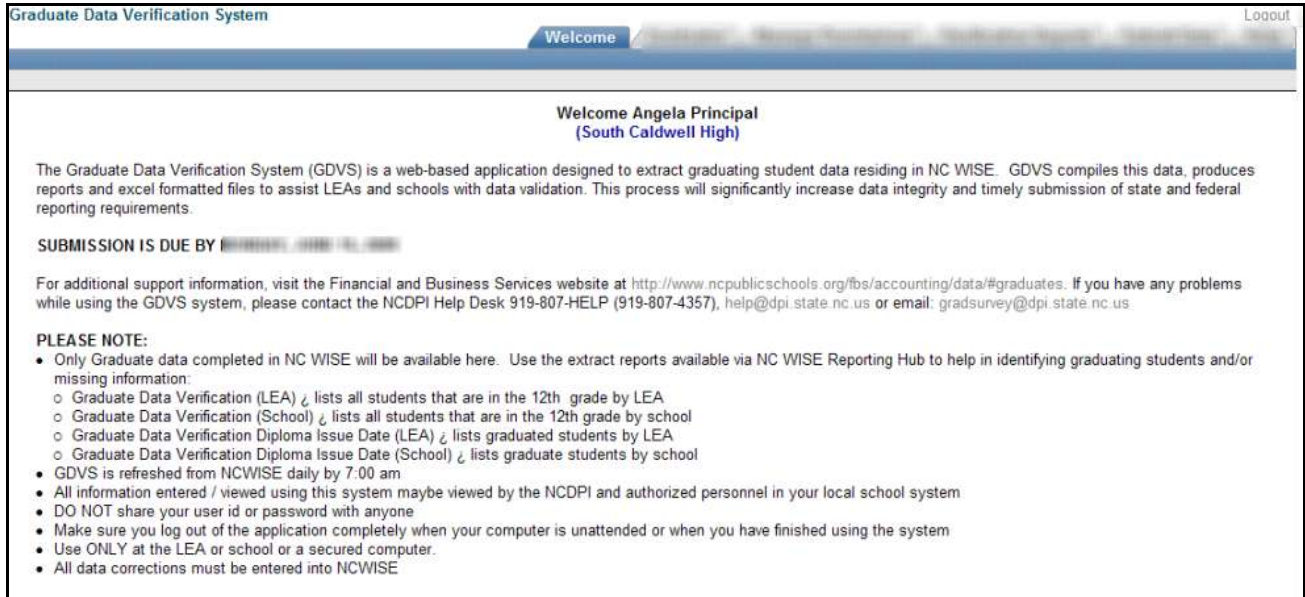 Graduate Data Verification System
Logout
Welcome
Welcome Angela Principal
(South Caldwell High)
The Graduate Data Verification System (GDVS) is a web-based application designed to extract graduating student data residing in NC WISE. GDVS compiles this data, produces
reports and excel formatted files to assist LEAs and schools with data validation. This process will significantly increase data integrity and timely submission of state and federal
reporting requirements.
SUBMISSION IS DUE BY
For additional support information, visit the Financial and Business Services website at http://www.ncpublicschools.org/fbs/accounting/data/#graduates. If you have any problems
while using the GDVS system, please contact the NCDPI Help Desk 919-807-HELP (919-807-4357), help@dpi.state.nc.us or email: gradsurvey@dpi.state.nc.us
PLEASE NOTE:
• Only Graduate data completed in NC WISE will be available here. Use the extract reports available via NC WISE Reporting Hub to help in identifying graduating students and/or
missing information:
o Graduate Data Verification (LEA) ¿ lists all students that are in the 12th grade by LEA
o Graduate Data Verification (School) ¿ lists all students that are in the 12th grade by school
o Graduate Data Verification Diploma Issue Date (LEA) ¿ lists graduated students by LEA
o Graduate Data Verification Diploma Issue Date (School) ¿ lists graduate students by school
• GDVS is refreshed from NCWISE daily by 7:00 am
• All information entered / viewed using this system maybe viewed by the NCDPI and authorized personnel in your local school system
• DO NOT share your user id or password with anyone
• Make sure you log out of the application completely when your computer is unattended or when you have finished using the system
• Use ONLY at the LEA or school or a secured computer.
• All data corrections must be entered into NCWISE